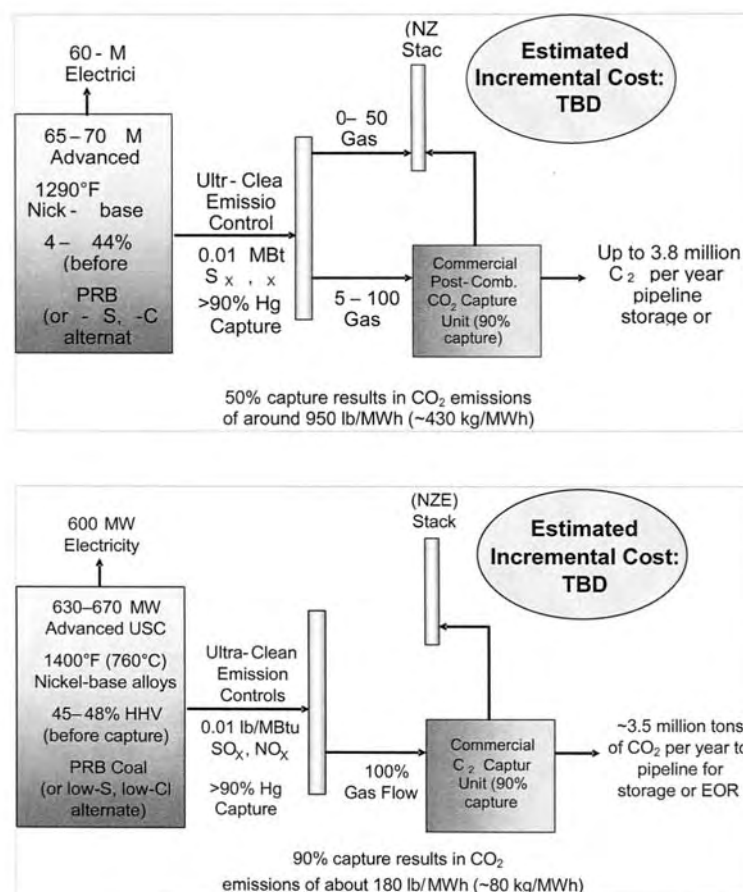 60 - M
Electrici
65 – 70 M
Advanced
1290°F
Nick - base
4 – 44%
(before
PRB
(or - S, -C
alternat
Ultr - Clea
Emissio
Control
0.01 MBt
S x , x
>90% Hg
Capture
0 – 50
Gas
5 – 100
Gas
(NZ
Stac
Estimated
Incremental Cost:
TBD
Commercial
Post-Comb.
CO₂ Capture
Unit (90%
capture)
Up to 3.8 million
C ₂ per year
pipeline
storage or
50% capture results in CO₂ emissions
of around 950 lb/MWh (~430 kg/MWh)
600 MW
Electricity
630–670 MW
Advanced USC
1400°F (760°C)
Nickel-base alloys
45–48% HHV
(before capture)
PRB Coal
(or low-S, low-Cl
alternate)
Ultra-Clean
Emission
Controls
0.01 lb/MBtu
SOX, NOX
>90% Hg
Capture
100%
Gas Flow
(NZE)
Stack
Estimated
Incremental Cost:
TBD
Commercial
C ₂ Captur
Unit (90%
capture
~3.5 million tons
of CO₂ per year to
pipeline for
storage or EOR
90% capture results in CO₂
emissions of about 180 lb/MWh (~80 kg/MWh)